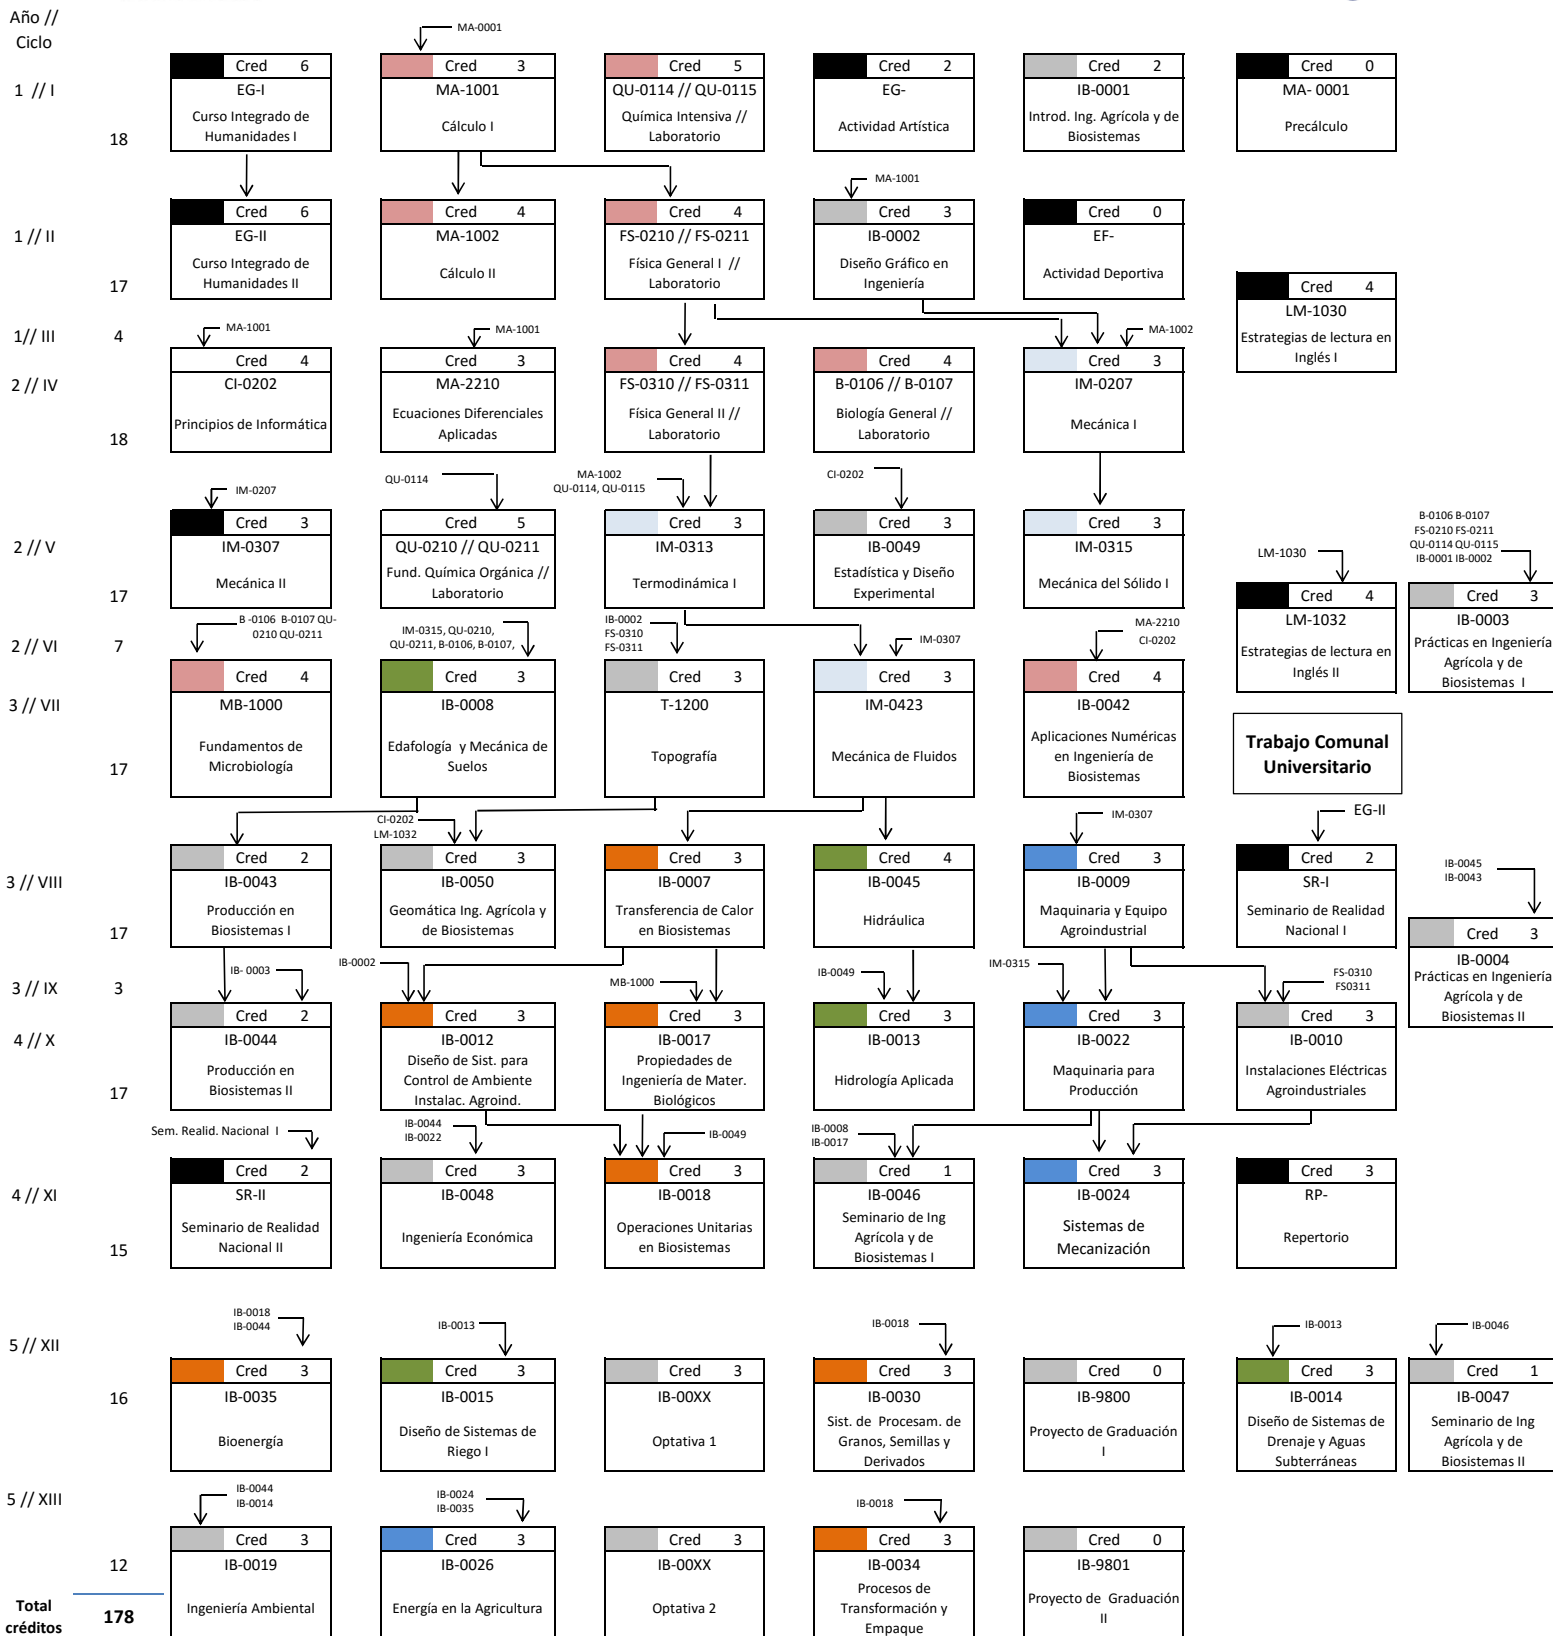 Año //
Ciclo
MA-0001
1 // I
18
Cred 6
EG-I
Curso Integrado de
Humanidades I
Cred 3
MA-1001
Cálculo I
Cred 5
QU-0114 // QU-0115
Química Intensiva //
Laboratorio
Cred 2
EG-
Actividad Artística
Cred 2
IB-0001
Introd. Ing. Agrícola y de
Biosistemas
Cred 0
MA- 0001
Precálculo
MA-1001
1 // II
17
Cred 6
EG-II
Curso Integrado de
Humanidades II
Cred 4
MA-1002
Cálculo II
Cred 4
FS-0210 // FS-0211
Física General I //
Laboratorio
Cred 3
IB-0002
Diseño Gráfico en
Ingeniería
Cred 0
EF-
Actividad Deportiva
1// III
4
Cred 4
LM-1030
Estrategias de lectura en
Inglés I
MA-1001
MA-1001
MA-1002
2 // IV
18
Cred 4
CI-0202
Principios de Informática
Cred 3
MA-2210
Ecuaciones Diferenciales
Aplicadas
Cred 4
FS-0310 // FS-0311
Física General II //
Laboratorio
Cred 4
B-0106 // B-0107
Biología General //
Laboratorio
Cred 3
IM-0207
Mecánica I
IM-0207
QU-0114
MA-1002
QU-0114, QU-0115
CI-0202
2 // V
17
Cred 3
IM-0307
Mecánica II
Cred 5
QU-0210 // QU-0211
Fund. Química Orgánica //
Laboratorio
Cred 3
IM-0313
Termodinámica I
Cred 3
IB-0049
Estadística y Diseño
Experimental
Cred 3
IM-0315
Mecánica del Sólido I
2 // VI
7
LM-1030
Cred 4
LM-1032
Estrategias de lectura en
Inglés II
B-0106 B-0107
FS-0210 FS-0211
QU-0114 QU-0115
IB-0001 IB-0002
Cred 3
IB-0003
Prácticas en Ingeniería
Agrícola y de
Biosistemas I
B -0106 B-0107 QU-
0210 QU-0211
IM-0315, QU-0210,
QU-0211, B-0106, B-0107,
IB-0002
FS-0310
FS-0311
IM-0307
MA-2210
CI-0202
3 // VII
17
Cred 4
MB-1000
Fundamentos de
Microbiología
Cred 3
IB-0008
Edafología y Mecánica de
Suelos
Cred 3
T-1200
Topografía
Cred 3
IM-0423
Mecánica de Fluidos
Cred 4
IB-0042
Aplicaciones Numéricas
en Ingeniería de
Biosistemas
Trabajo Comunal
Universitario
CI-0202
LM-1032
IM-0307
EG-II
3 // VIII
17
Cred 2
IB-0043
Producción en
Biosistemas I
Cred 3
IB-0050
Geomática Ing. Agrícola y
de Biosistemas
Cred 3
IB-0007
Transferencia de Calor
en Biosistemas
Cred 4
IB-0045
Hidráulica
Cred 3
IB-0009
Maquinaria y Equipo
Agroindustrial
Cred 2
SR-I
Seminario de Realidad
Nacional I
3 // IX
3
IB-0045
IB-0043
Cred 3
IB-0004
Prácticas en Ingeniería
Agrícola y de
Biosistemas II
IB- 0003
IB-0002
MB-1000
IB-0049
IM-0315
FS-0310
FS0311
4 // X
17
Cred 2
IB-0044
Producción en
Biosistemas II
Cred 3
IB-0012
Diseño de Sist. para
Control de Ambiente
Instalac. Agroind.
Cred 3
IB-0017
Propiedades de
Ingeniería de Mater.
Biológicos
Cred 3
IB-0013
Hidrología Aplicada
Cred 3
IB-0022
Maquinaria para
Producción
Cred 3
IB-0010
Instalaciones Eléctricas
Agroindustriales
Sem. Realid. Nacional I
IB-0044
IB-0022
IB-0049
IB-0008
IB-0017
4 // XI
15
Cred 2
SR-II
Seminario de Realidad
Nacional II
Cred 3
IB-0048
Ingeniería Económica
Cred 3
IB-0018
Operaciones Unitarias
en Biosistemas
Cred 1
IB-0046
Seminario de Ing
Agrícola y de
Biosistemas I
Cred 3
IB-0024
Sistemas de
Mecanización
Cred 3
RP-
Repertorio
IB-0018
IB-0044
IB-0013
IB-0018
IB-0013
IB-0046
5 // XII
16
Cred 3
IB-0035
Bioenergía
Cred 3
IB-0015
Diseño de Sistemas de
Riego I
Cred 3
IB-00XX
Optativa 1
Cred 3
IB-0030
Sist. de Procesam. de
Granos, Semillas y
Derivados
Cred 0
IB-9800
Proyecto de Graduación
I
Cred 3
IB-0014
Diseño de Sistemas de
Drenaje y Aguas
Subterráneas
Cred 1
IB-0047
Seminario de Ing
Agrícola y de
Biosistemas II
IB-0044
IB-0014
IB-0024
IB-0035
IB-0018
5 // XIII
12
Cred 3
IB-0019
Ingeniería Ambiental
Cred 3
IB-0026
Energía en la Agricultura
Cred 3
IB-00XX
Optativa 2
Cred 3
IB-0034
Procesos de
Transformación y
Empaque
Cred 0
IB-9801
Proyecto de Graduación
II
Total
créditos
178